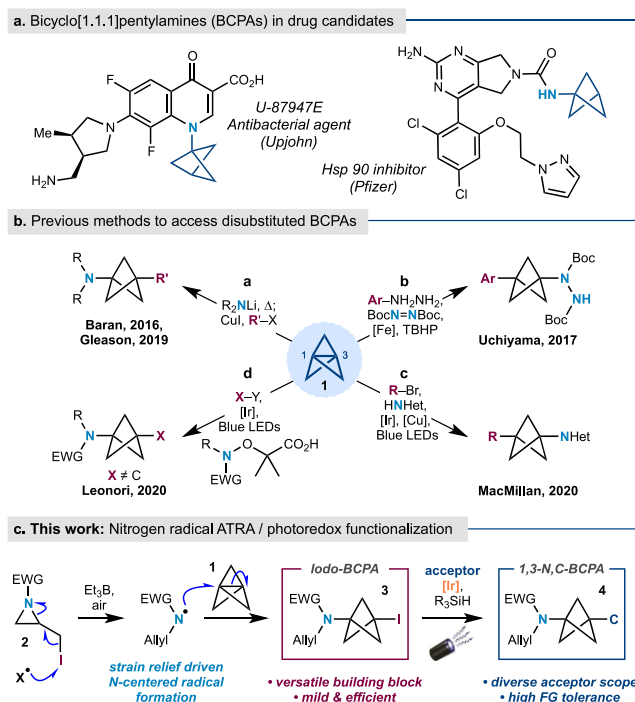 a. Bicyclo[1.1.1]pentylamines (BCPAs) in drug candidates
F
O
CO₂H
N
N
F
Me
H₂N
U-87947E
Antibacterial agent
(Upjohn)
H₂N
N
N
N
O
HN
Cl
O
Cl
N
N
Hsp 90 inhibitor
(Pfizer)
b. Previous methods to access disubstituted BCPAs
R
N
R
R'
Baran, 2016,
Gleason, 2019
a
R₂NLi, Δ;
CuI, R'–X
b
Ar–NH₂NH₂,
BocN=NBoc,
[Fe], TBHP
Ar
Boc
N
NH
Boc
Uchiyama, 2017
1
3
1
d
X–Y,
[Ir],
Blue LEDs
R
N
O
CO₂H
EWG
R
N
EWG
X
X ≠ C
Leonori, 2020
c
R–Br,
HNHet,
[Ir], [Cu],
Blue LEDs
R
NHet
MacMillan, 2020
c. This work: Nitrogen radical ATRA / photoredox functionalization
EWG
N
2
I
X•
Et₃B,
air
EWG
N•
Allyl
strain relief driven
N-centered radical
formation
1
Iodo-BCPA
3
EWG
N
Allyl
I
• versatile building block
• mild & efficient
acceptor
[Ir],
R₃SiH
1,3-N,C-BCPA
4
EWG
N
Allyl
C
• diverse acceptor scope
• high FG tolerance